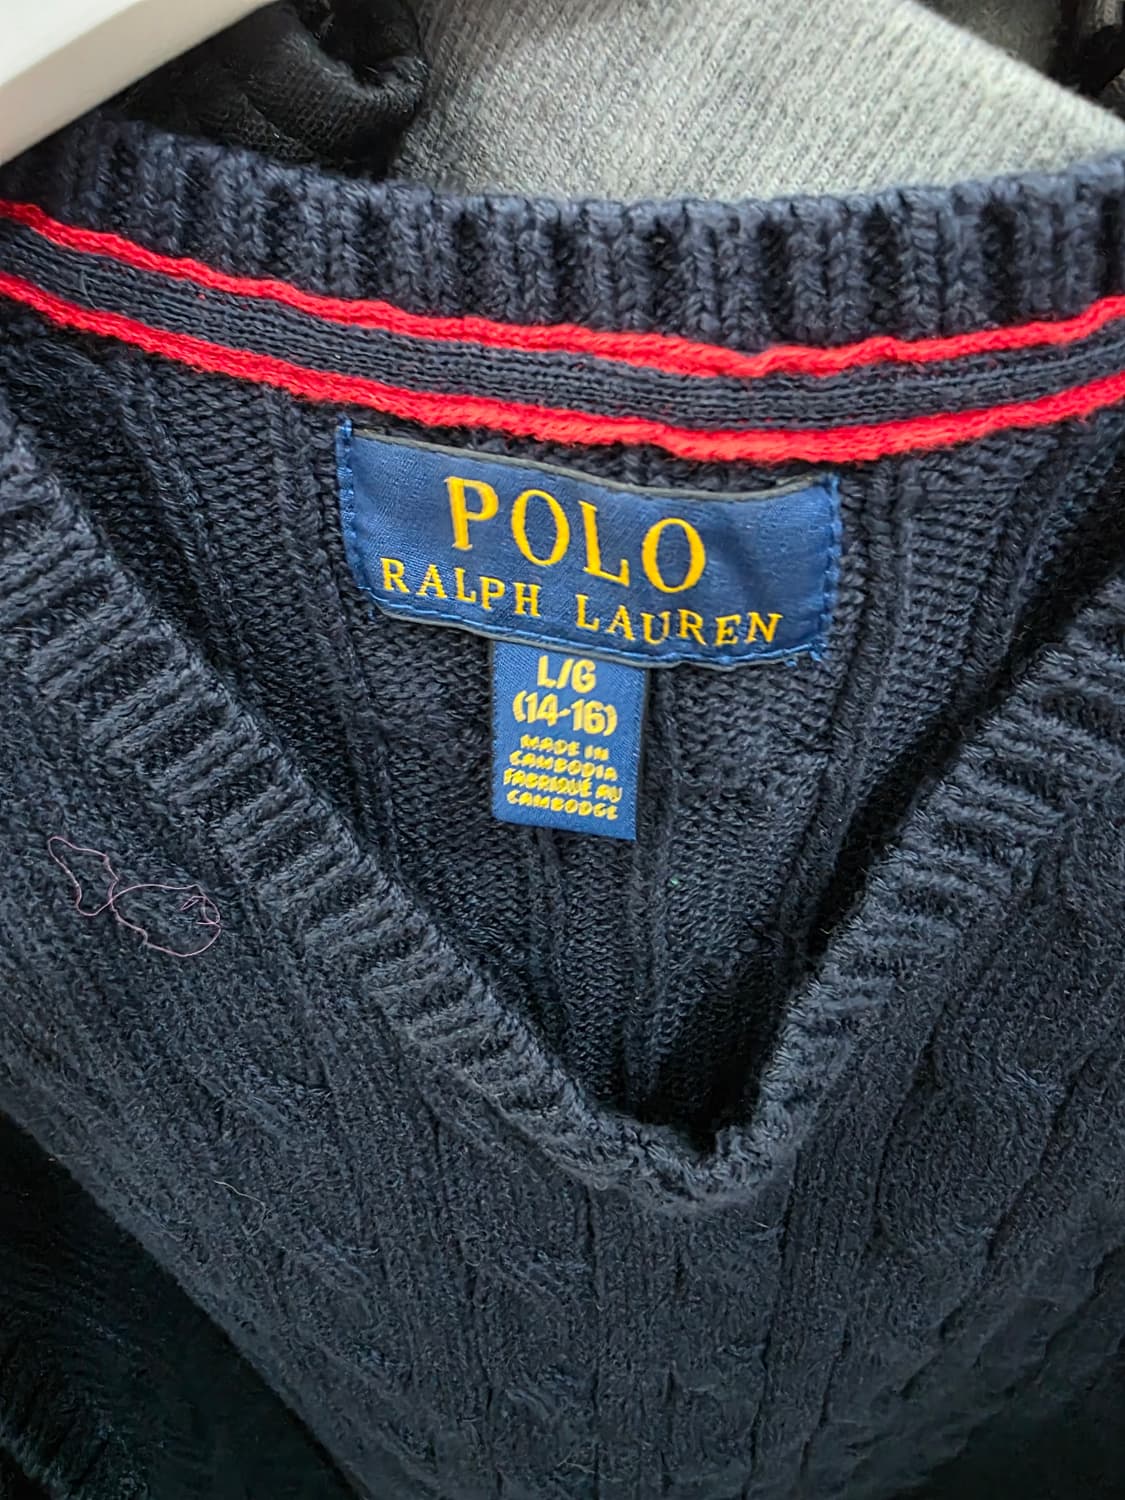 POLO
RALPH LAUREN
L/G
(14-16)
MADE IN
CAMBODIA
FABRIQUÉ AU
CAMBODGE